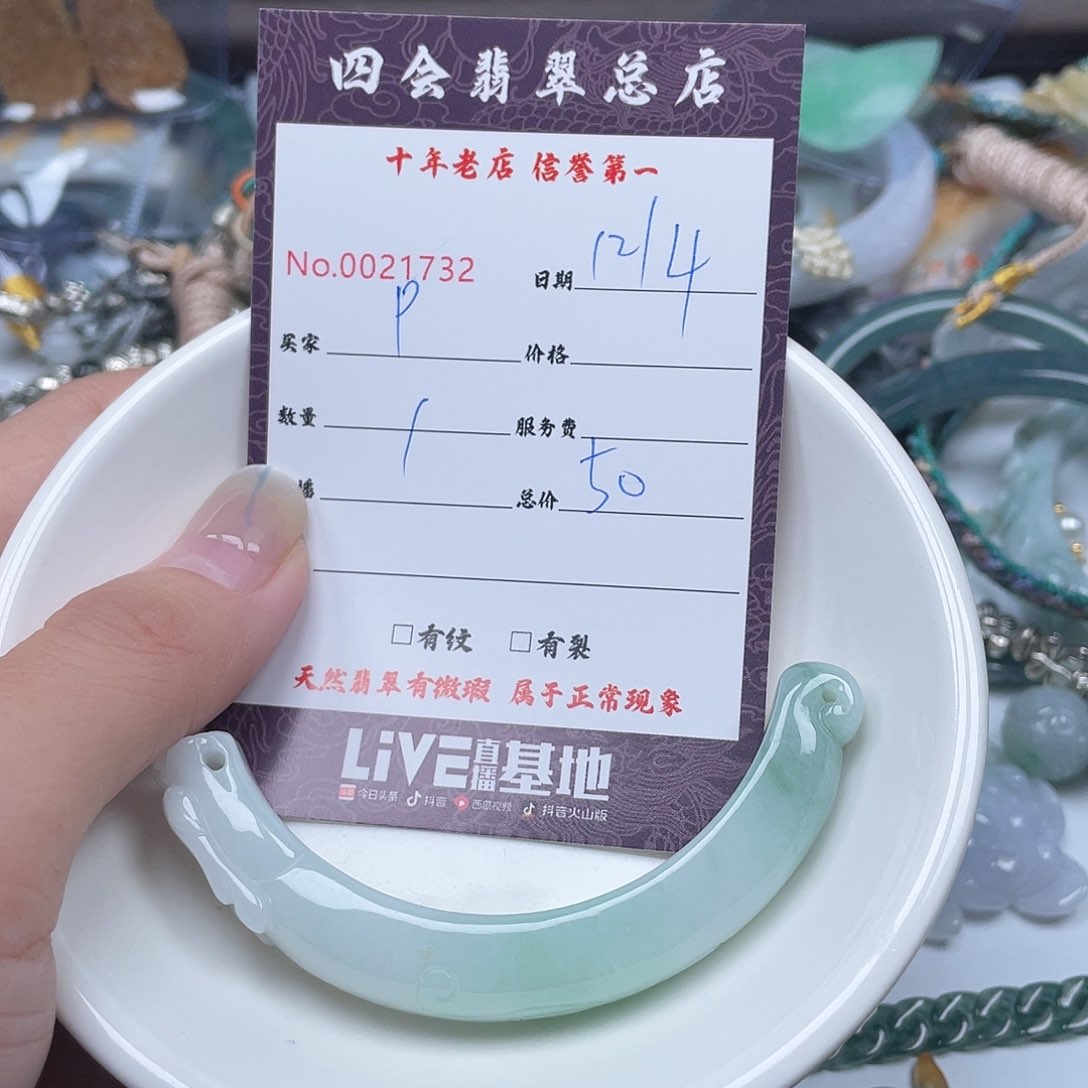 四会翡翠总店
十年老店 信誉第一
No.0021732 日期 12/4
买家 P 价格
数量 1 服务费
播 总价 50
□有纹 □有裂
天然翡翠有微瑕 属于正常现象
LiVE直播基地
头条 今日头条 抖音 西瓜视频 抖音火山版